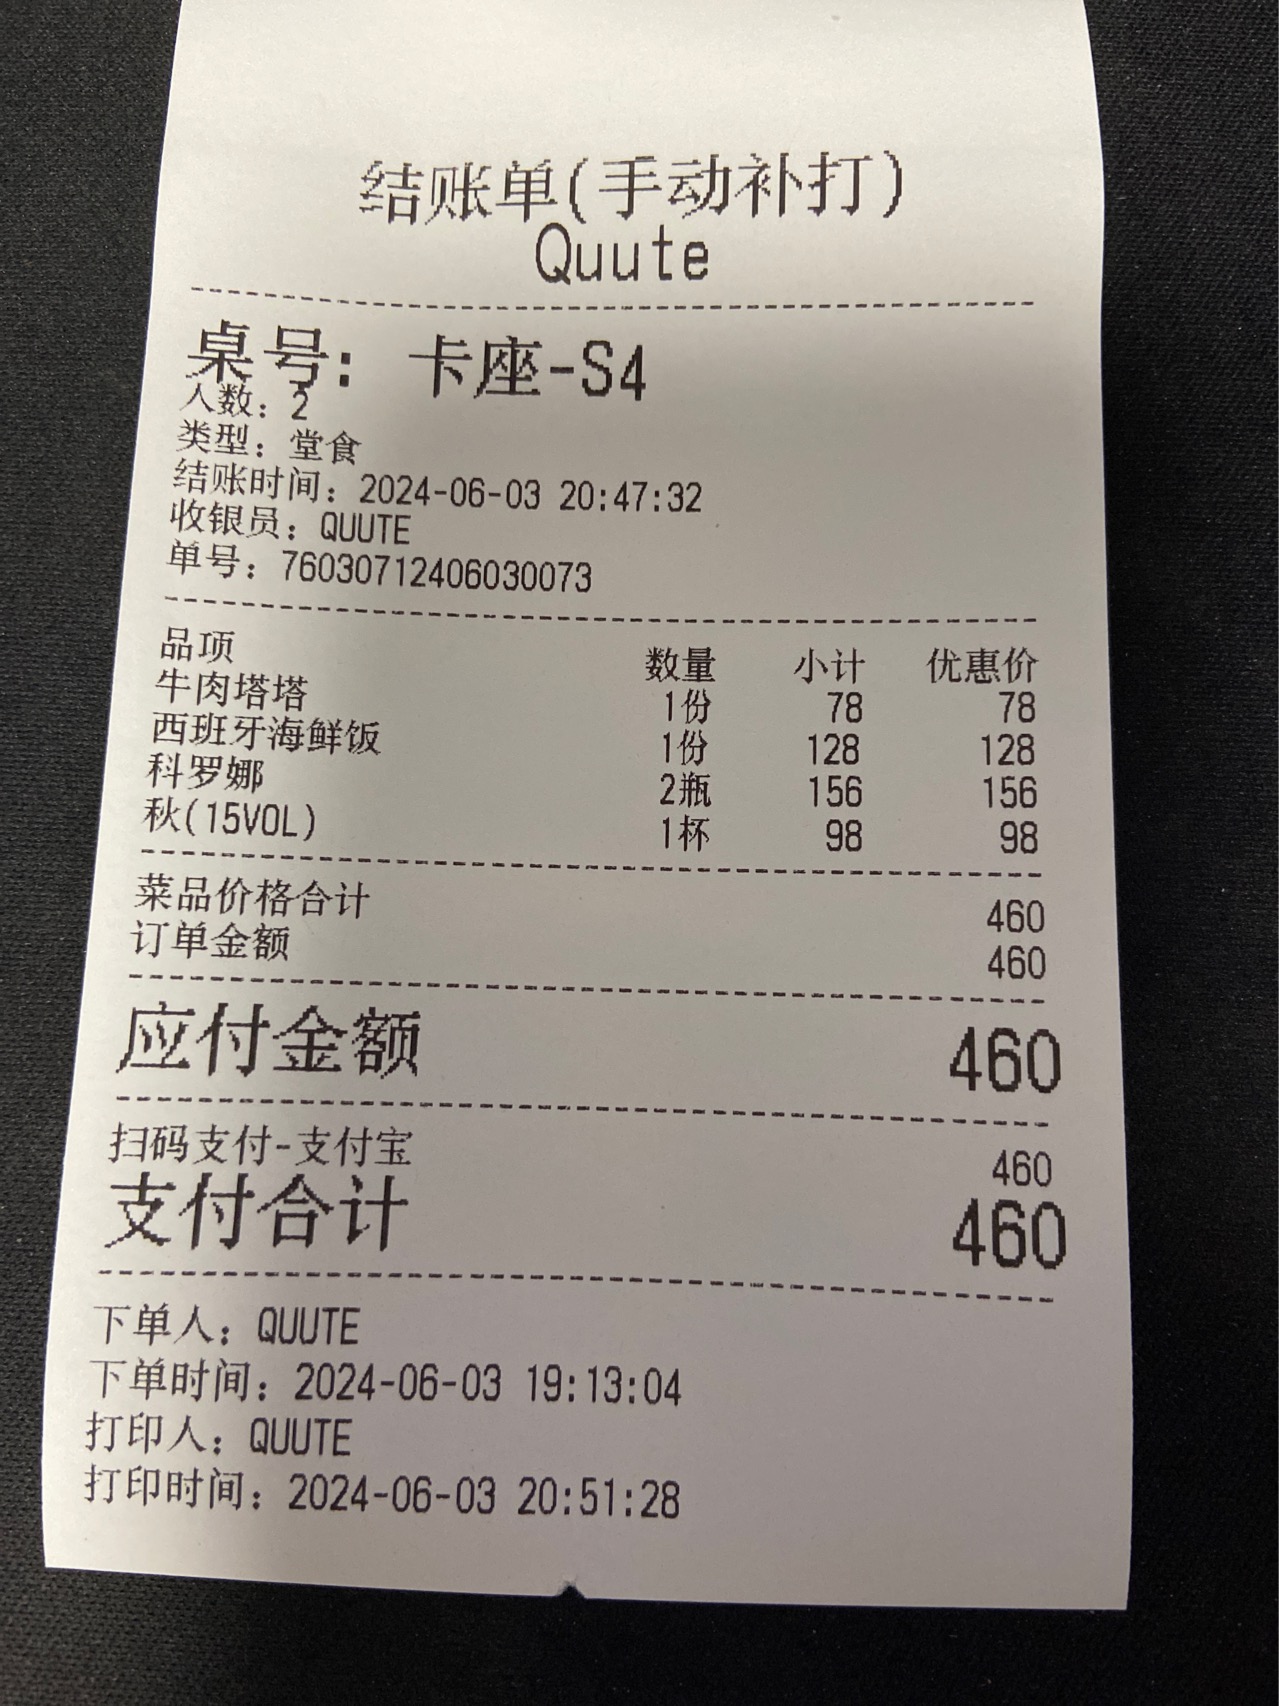 结账单(手动补打)
Quute
桌号: 卡座-S4
人数: 2
类型: 堂食
结账时间: 2024-06-03 20:47:32
收银员: QUUTE
单号: 76030712406030073
品项 数量 小计 优惠价
牛肉塔塔 1份 78 78
西班牙海鲜饭 1份 128 128
科罗娜 2瓶 156 156
秋(15VOL) 1杯 98 98
菜品价格合计 460
订单金额 460
应付金额 460
扫码支付-支付宝 460
支付合计 460
下单人: QUUTE
下单时间: 2024-06-03 19:13:04
打印人: QUUTE
打印时间: 2024-06-03 20:51:28